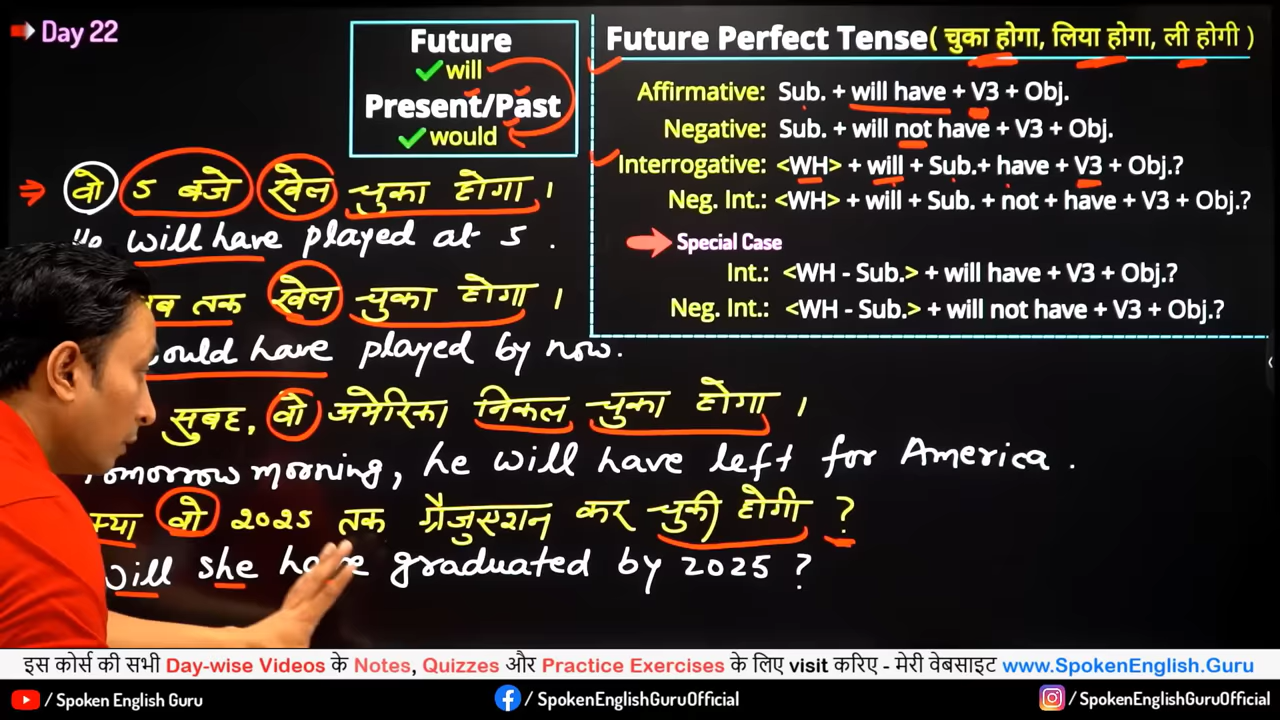 Day 22
Future
will
Present/Past
would
Future Perfect Tense ( चुका होगा, लिया होगा, ली होगी )
Affirmative: Sub. + will have + V3 + Obj.
Negative: Sub. + will not have + V3 + Obj.
Interrogative: <WH> + will + Sub.+ have + V3 + Obj.?
Neg. Int.: <WH> + will + Sub. + not + have + V3 + Obj.?
Special Case
Int.: <WH - Sub.> + will have + V3 + Obj.?
Neg. Int.: <WH - Sub.> + will not have + V3 + Obj.?
वो 5 बजे खेल चुका होगा ।
He will have played at 5 .
तक खेल चुका होगा ।
have played by now.
सुबह, वो अमेरिका निकल चुका होगा ।
Tomorrow morning, he will have left for America .
क्या वो 2025 तक ग्रैजुएशन कर चुकी होगी ?
Will she have graduated by 2025 ?
इस कोर्स की सभी Day-wise Videos के Notes, Quizzes और Practice Exercises के लिए visit करिए - मेरी वेबसाइट www.SpokenEnglish.Guru
/ Spoken English Guru
/ SpokenEnglishGuruOfficial
/ SpokenEnglishGuruOfficial